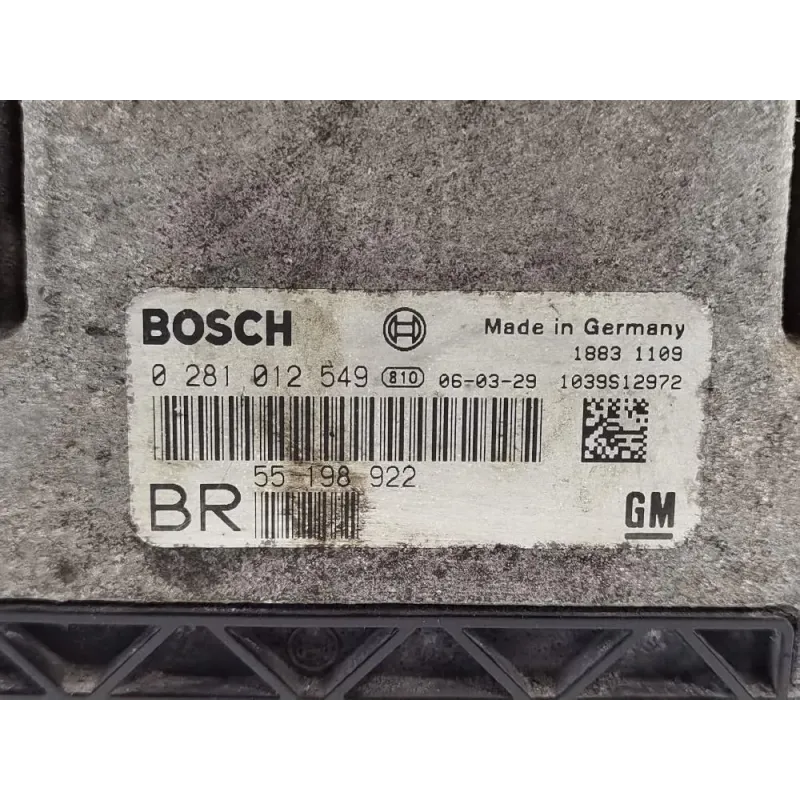 BOSCH Made in Germany
1883 1109
0 281 012 549 810 06-03-29 1039S12972
55 198 922
BR GM